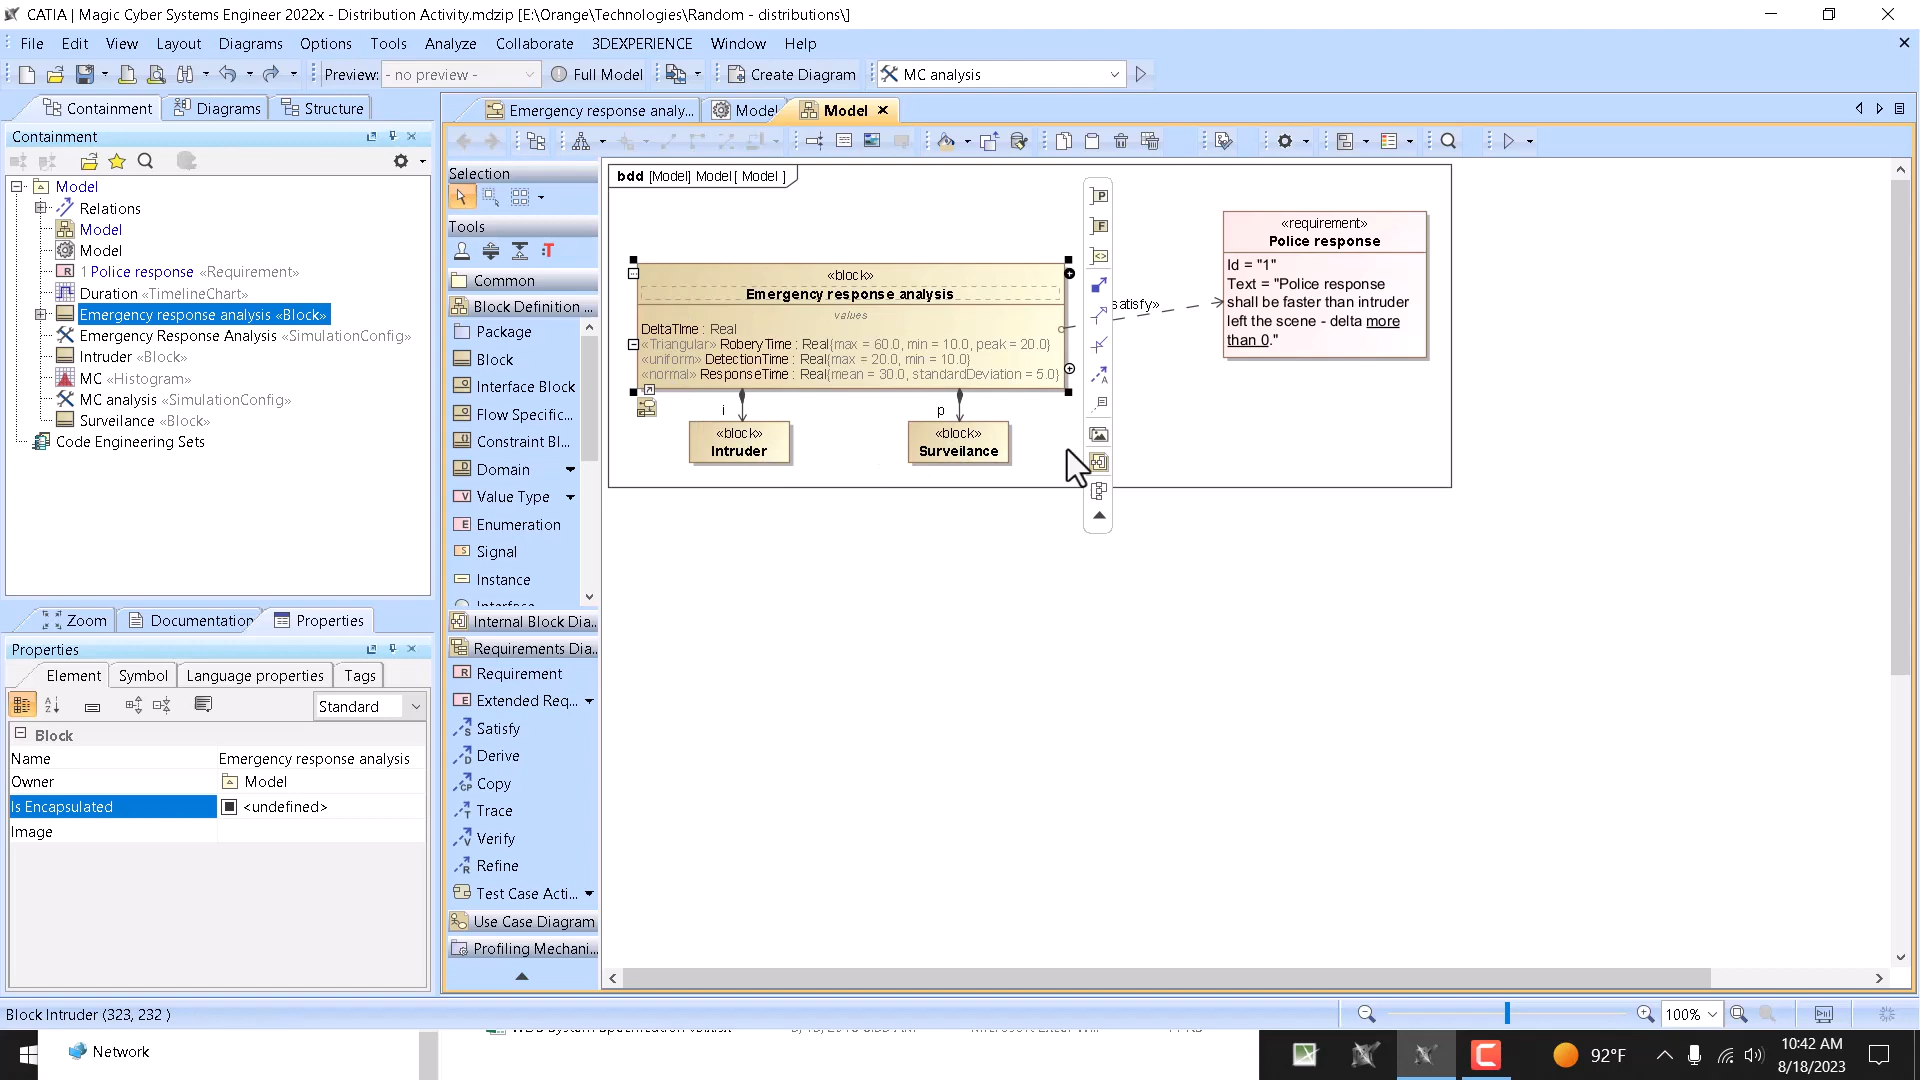 CATIA | Magic Cyber Systems Engineer 2022x - Distribution Activity.mdzip [E:\Orange\Technologies\Random - distributions\]
File Edit View Layout Diagrams Options Tools Analyze Collaborate 3DEXPERIENCE Window Help
Preview: - no preview - Full Model Create Diagram MC analysis
Containment Diagrams Structure
Emergency response analy... Model Model
Containment
Model
Relations
Model
Model
1 Police response «Requirement»
Duration «TimelineChart»
Emergency response analysis «Block»
Emergency Response Analysis «SimulationConfig»
Intruder «Block»
MC «Histogram»
MC analysis «SimulationConfig»
Surveilance «Block»
Code Engineering Sets
Zoom Documentation Properties
Properties
Element Symbol Language properties Tags
Standard
Block
Name Emergency response analysis
Owner Model
Is Encapsulated <undefined>
Image
Selection
Tools
Common
Block Definition ...
Package
Block
Interface Block
Flow Specific...
Constraint Bl...
Domain
Value Type
Enumeration
Signal
Instance
Internal Block Dia...
Requirements Dia...
Requirement
Extended Req...
Satisfy
Derive
Copy
Trace
Verify
Refine
Test Case Acti...
Use Case Diagram
Profiling Mechani...
bdd [Model] Model [ Model ]
«block»
Emergency response analysis
values
DeltaTIme : Real
«Triangular» RoberyTime : Real{max = 60.0, min = 10.0, peak = 20.0}
«uniform» DetectionTime : Real{max = 20.0, min = 10.0}
«normal» ResponseTime : Real{mean = 30.0, standardDeviation = 5.0}
i
p
«block»
Intruder
«block»
Surveilance
satisfy»
«requirement»
Police response
Id = "1"
Text = "Police response
shall be faster than intruder
left the scene - delta more
than 0."
Block Intruder (323, 232 )
100%
Network
92°F
10:42 AM
8/18/2023